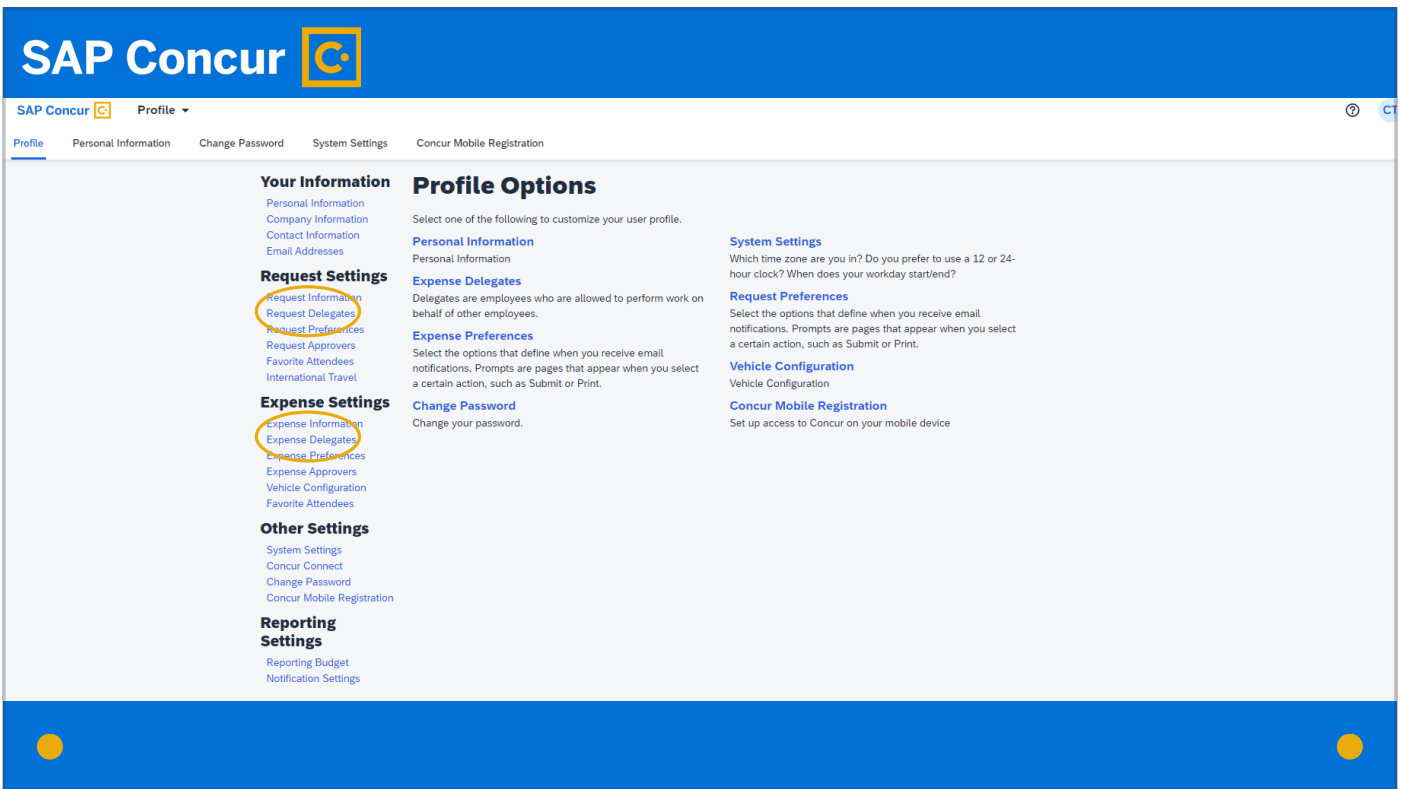 SAP Concur
SAP Concur Profile
CT
Profile Personal Information Change Password System Settings Concur Mobile Registration
Your Information
Personal Information
Company Information
Contact Information
Email Addresses
Request Settings
Request Information
Request Delegates
Request Preferences
Request Approvers
Favorite Attendees
International Travel
Expense Settings
Expense Information
Expense Delegates
Expense Preferences
Expense Approvers
Vehicle Configuration
Favorite Attendees
Other Settings
System Settings
Concur Connect
Change Password
Concur Mobile Registration
Reporting
Settings
Reporting Budget
Notification Settings
Profile Options
Select one of the following to customize your user profile.
Personal Information
Personal Information
Expense Delegates
Delegates are employees who are allowed to perform work on
behalf of other employees.
Expense Preferences
Select the options that define when you receive email
notifications. Prompts are pages that appear when you select
a certain action, such as Submit or Print.
Change Password
Change your password.
System Settings
Which time zone are you in? Do you prefer to use a 12 or 24-
hour clock? When does your workday start/end?
Request Preferences
Select the options that define when you receive email
notifications. Prompts are pages that appear when you select
a certain action, such as Submit or Print.
Vehicle Configuration
Vehicle Configuration
Concur Mobile Registration
Set up access to Concur on your mobile device